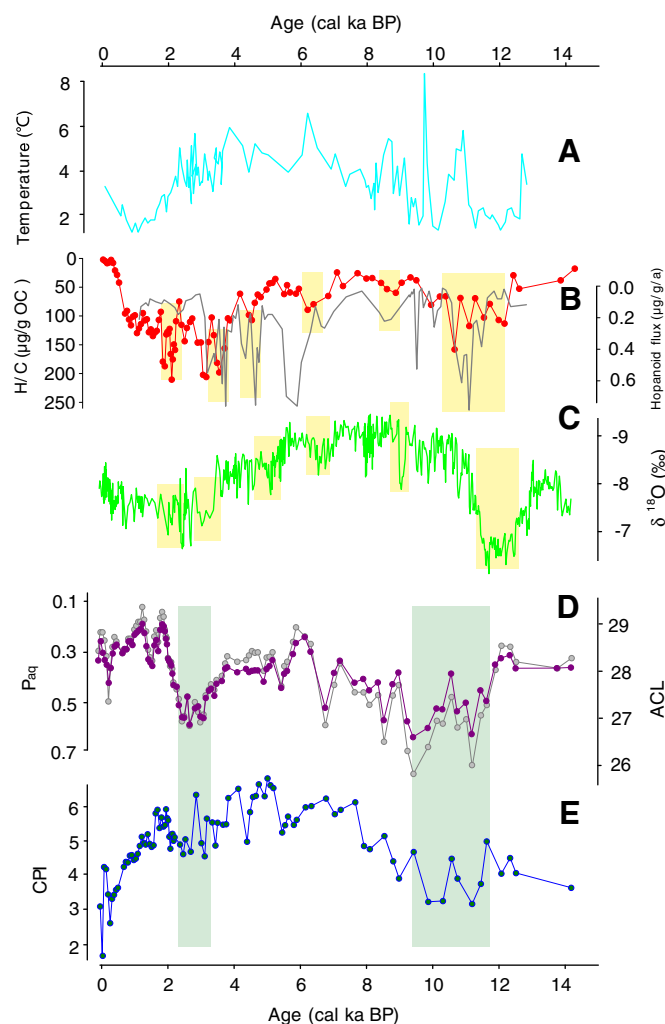 Age (cal ka BP)
0 2 4 6 8 10 12 14
8
6
4
2
Temperature (℃)
A
0
50
100
150
200
250
H/C (μg/g OC)
B
0.0
0.2
0.4
0.6
Hopanoid flux (μg/g/a)
C
-9
-8
-7
δ 18O (‰)
0.1
0.3
0.5
0.7
Paq
D
29
28
27
26
ACL
E
6
5
4
3
2
CPI
0 2 4 6 8 10 12 14
Age (cal ka BP)